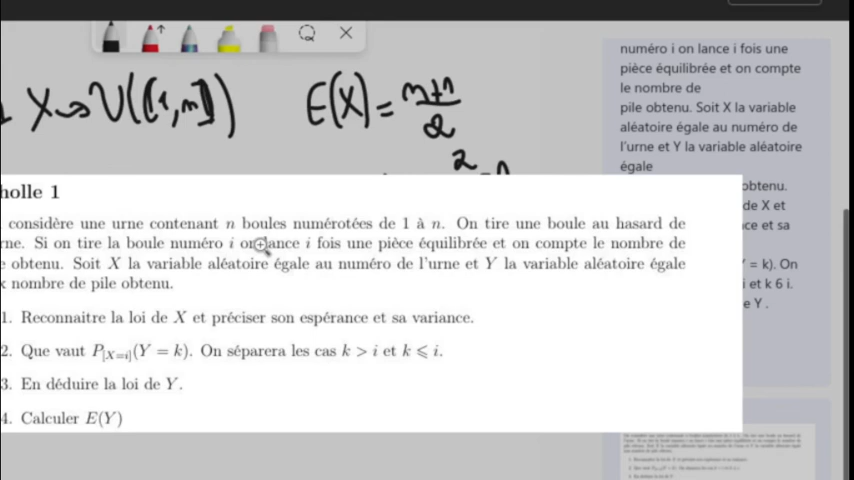 X ↝ U([1,n]) E(X) = n+1
2
2
holle 1
considère une urne contenant n boules numérotées de 1 à n. On tire une boule au hasard de
rne. Si on tire la boule numéro i on lance i fois une pièce équilibrée et on compte le nombre de
e obtenu. Soit X la variable aléatoire égale au numéro de l'urne et Y la variable aléatoire égale
x nombre de pile obtenu.
1. Reconnaitre la loi de X et préciser son espérance et sa variance.
2. Que vaut P[X=i](Y = k). On séparera les cas k > i et k ⩽ i.
3. En déduire la loi de Y.
4. Calculer E(Y)
numéro i on lance i fois une
pièce équilibrée et on compte
le nombre de
pile obtenu. Soit X la variable
aléatoire égale au numéro de
l'urne et Y la variable aléatoire
égale
obtenu.
de X et
ce et sa
= k). On
i et k 6 i.
e Y .